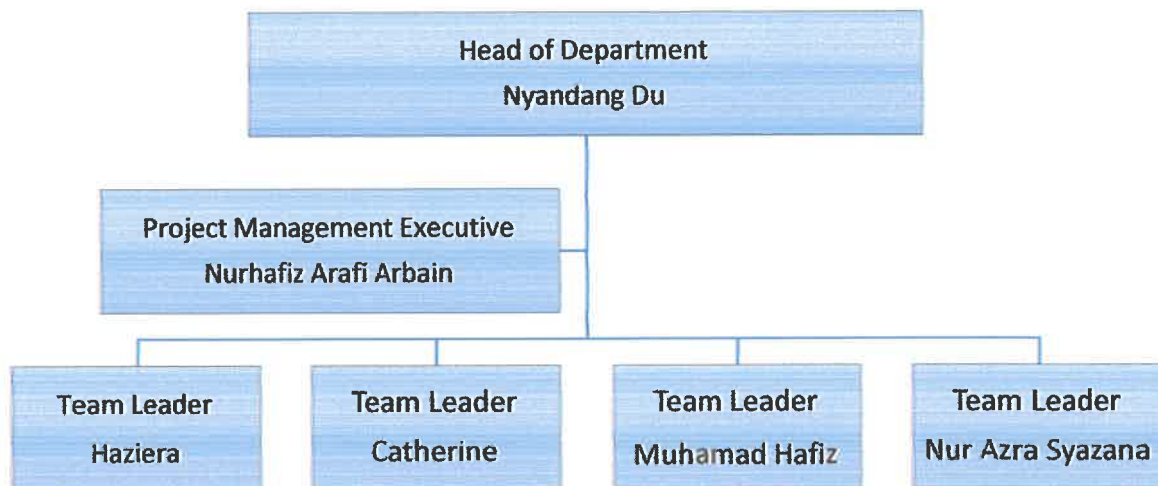 Head of Department
Nyandang Du
Project Management Executive
Nurhafiz Arafi Arbain
Team Leader
Haziera
Team Leader
Catherine
Team Leader
Muhamad Hafiz
Team Leader
Nur Azra Syazana